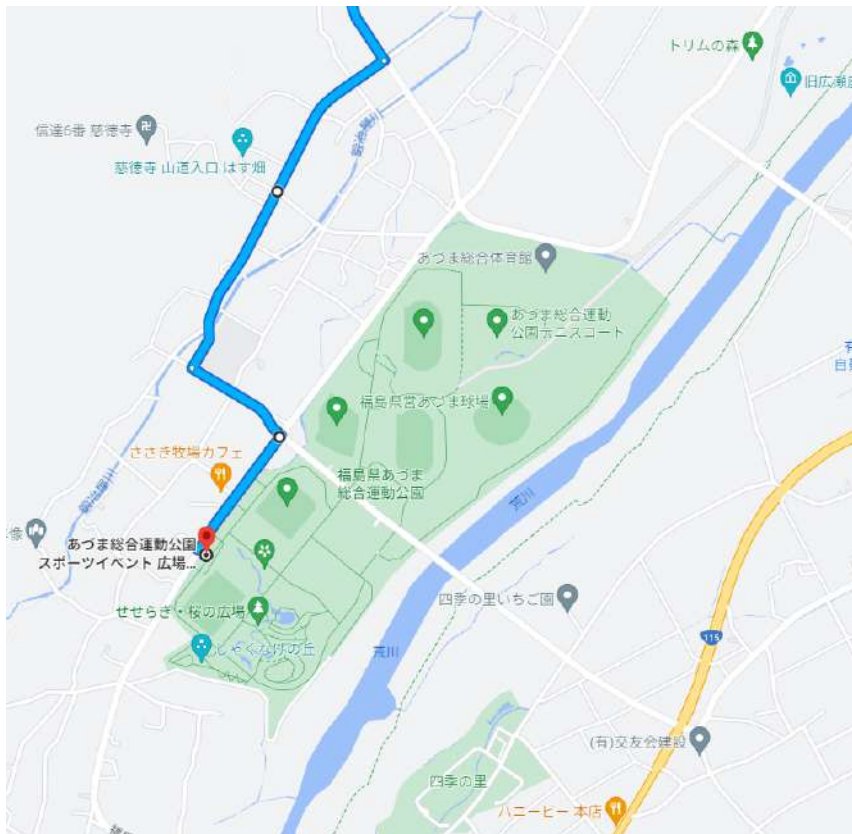 トリムの森
信達6番 慈徳寺
慈徳寺 山道入口 はす畑
あづま総合体育館
あづま総合運動
公園テニスコート
福島県営あづま球場
ささき牧場カフェ
福島県あづま
総合運動公園
荒川
あづま総合運動公園
スポーツイベント 広場...
せせらぎ・桜の広場
しゃくなげの丘
荒川
四季の里いちご園
115
(有)交友会建設
四季の里
ハニービー 本店